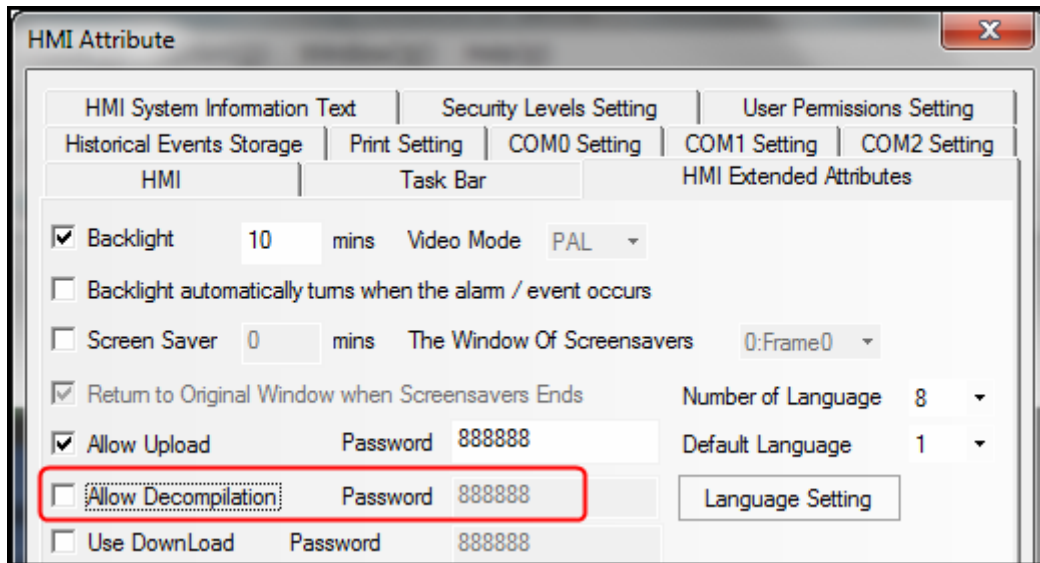 HMI Attribute
HMI System Information Text Security Levels Setting User Permissions Setting
Historical Events Storage Print Setting COM0 Setting COM1 Setting COM2 Setting
HMI Task Bar HMI Extended Attributes
Backlight 10 mins Video Mode PAL
Backlight automatically turns when the alarm / event occurs
Screen Saver 0 mins The Window Of Screensavers 0:Frame0
Return to Original Window when Screensavers Ends Number of Language 8
Allow Upload Password 888888 Default Language 1
Allow Decompilation Password 888888 Language Setting
Use DownLoad Password 888888